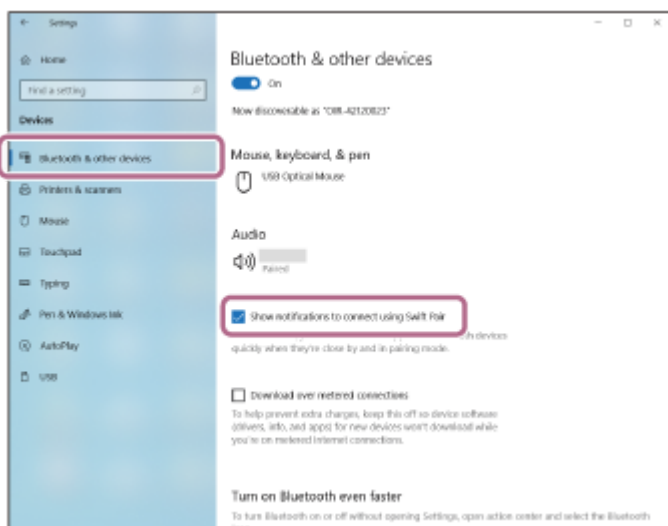 Settings
Home
Find a setting
Devices
Bluetooth & other devices
Printers & scanners
Mouse
Touchpad
Typing
Pen & Windows Ink
AutoPlay
USB
Bluetooth & other devices
On
Mouse, keyboard, & pen
USB Optical Mouse
Audio
Paired
Show notifications to connect using Swift Pair
devices
quickly when they're close by and in pairing mode.
Download over metered connections
To help prevent extra charges, keep this off so device software
(drivers, info, and apps) for new devices won't download while
you're on metered Internet connections.
Turn on Bluetooth even faster
To turn Bluetooth on or off without opening Settings, open action center and select the Bluetooth